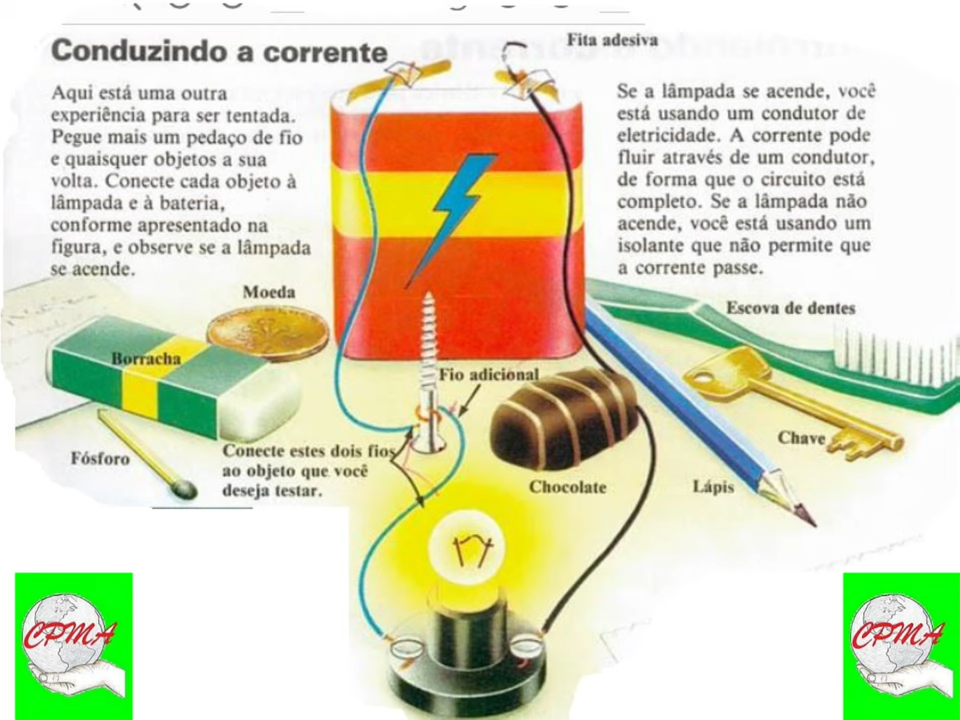 Conduzindo a corrente
Aqui está uma outra
experiência para ser tentada.
Pegue mais um pedaço de fio
e quaisquer objetos a sua
volta. Conecte cada objeto à
lâmpada e à bateria,
conforme apresentado na
figura, e observe se a lâmpada
se acende.
Fita adesiva
Se a lâmpada se acende, você
está usando um condutor de
eletricidade. A corrente pode
fluir através de um condutor,
de forma que o circuito está
completo. Se a lâmpada não
acende, você está usando um
isolante que não permite que
a corrente passe.
Moeda
Escova de dentes
Borracha
Fio adicional
Chave
Fósforo
Conecte estes dois fios
ao objeto que você
deseja testar.
Chocolate
Lápis
CPMA
CPMA